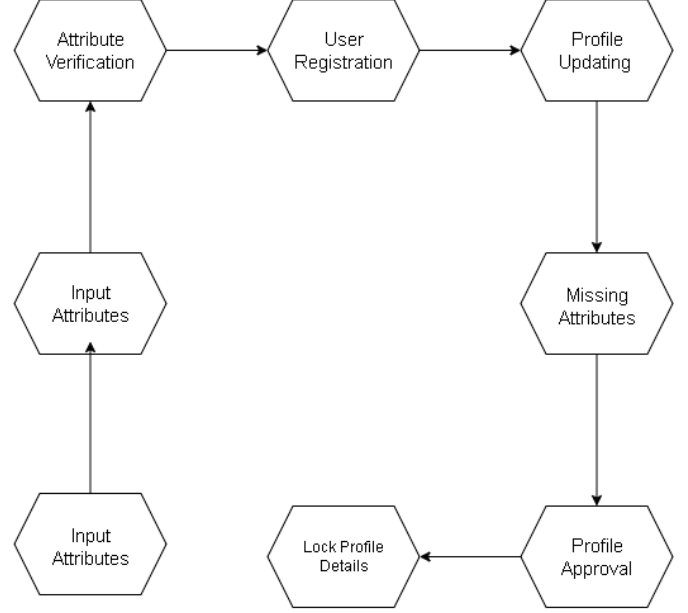 Attribute
Verification
User
Registration
Profile
Updating
Input
Attributes
Missing
Attributes
Input
Attributes
Lock Profile
Details
Profile
Approval